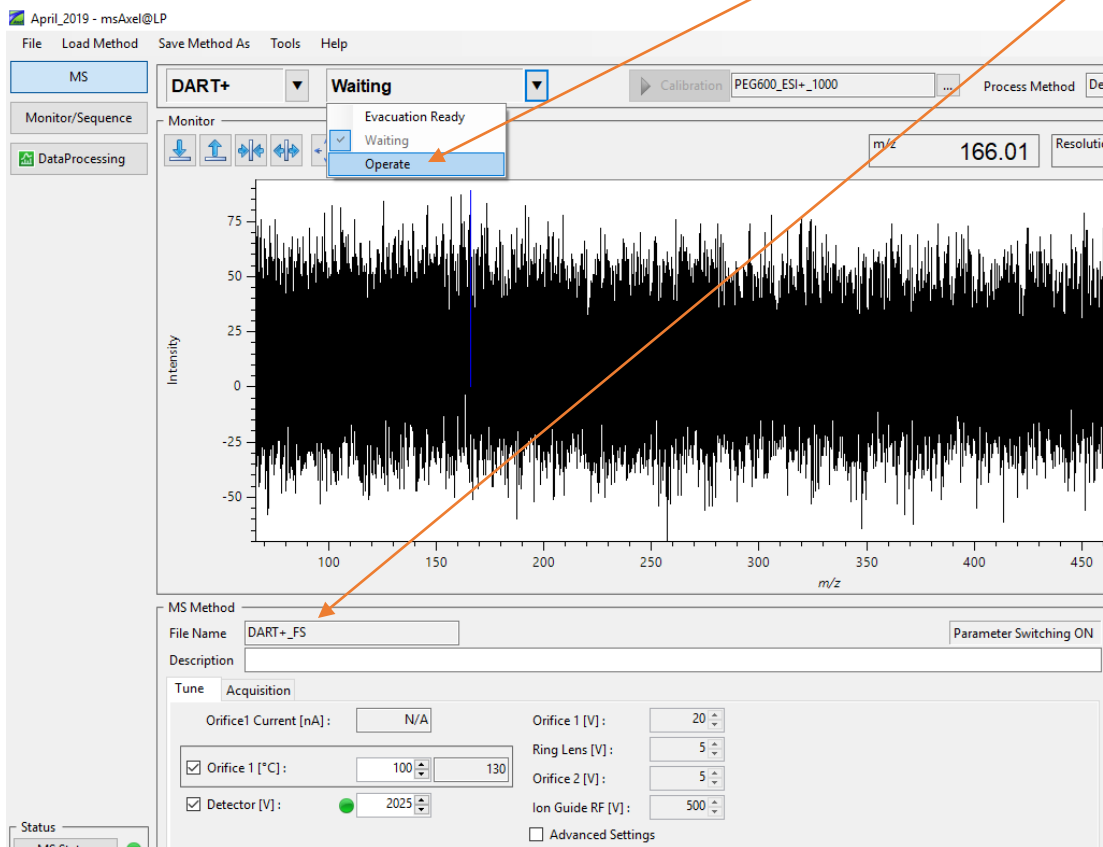 April_2019 - msAxel@LP
File Load Method Save Method As Tools Help
MS
Monitor/Sequence
DataProcessing
DART+ Waiting Calibration PEG600_ESI+_1000 ... Process Method De
Evacuation Ready
Waiting
Operate
Monitor
m/z 166.01 Resolutio
75
50
25
0
-25
-50
Intensity
100 150 200 250 300 350 400 450
m/z
MS Method
File Name DART+_FS Parameter Switching ON
Description
Tune Acquisition
Orifice1 Current [nA] : N/A Orifice 1 [V] : 20
Ring Lens [V] : 5
Orifice 1 [°C] : 100 130
Orifice 2 [V] : 5
Detector [V] : 2025 Ion Guide RF [V] : 500
Advanced Settings
Status